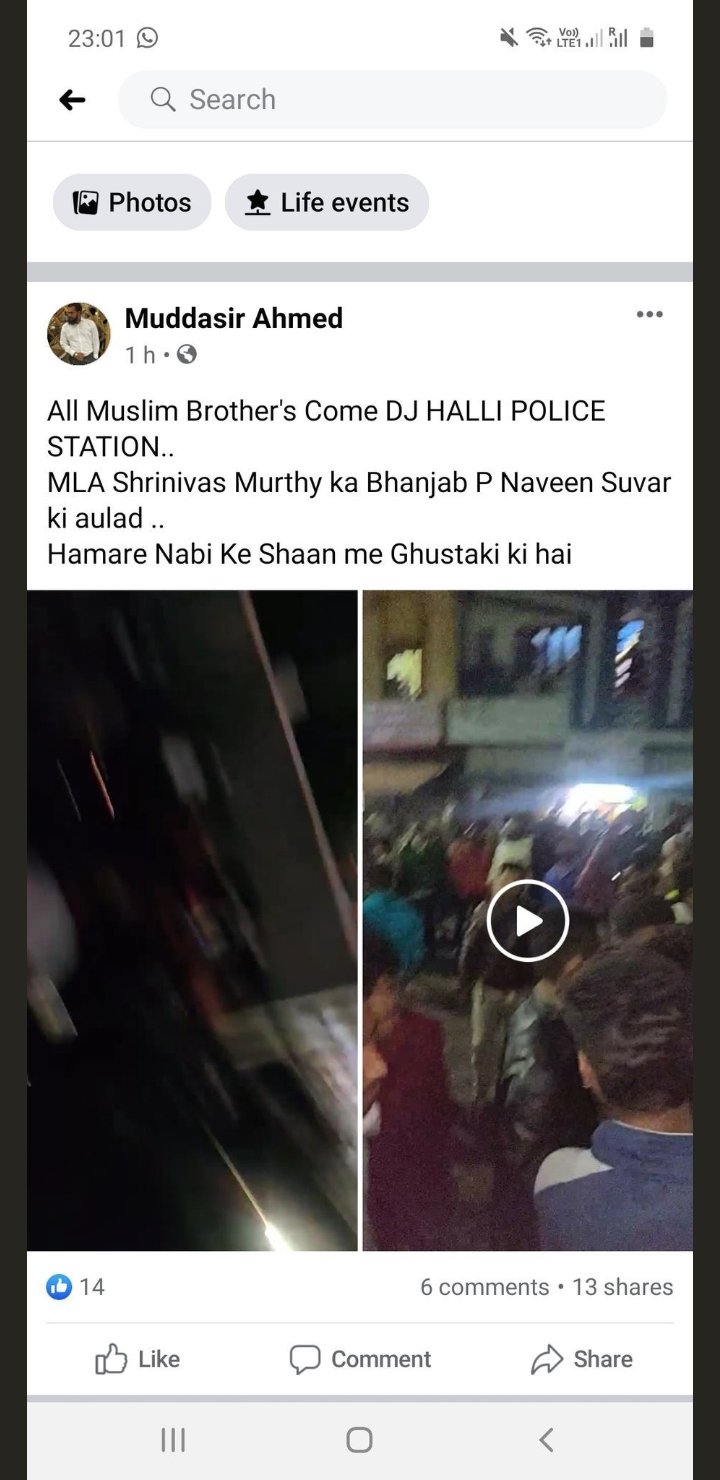 23:01
Vo)) R
LTE1
Search
Photos
Life events
Muddasir Ahmed
1 h •
All Muslim Brother's Come DJ HALLI POLICE
STATION..
MLA Shrinivas Murthy ka Bhanjab P Naveen Suvar
ki aulad ..
Hamare Nabi Ke Shaan me Ghustaki ki hai
14
6 comments • 13 shares
Like
Comment
Share